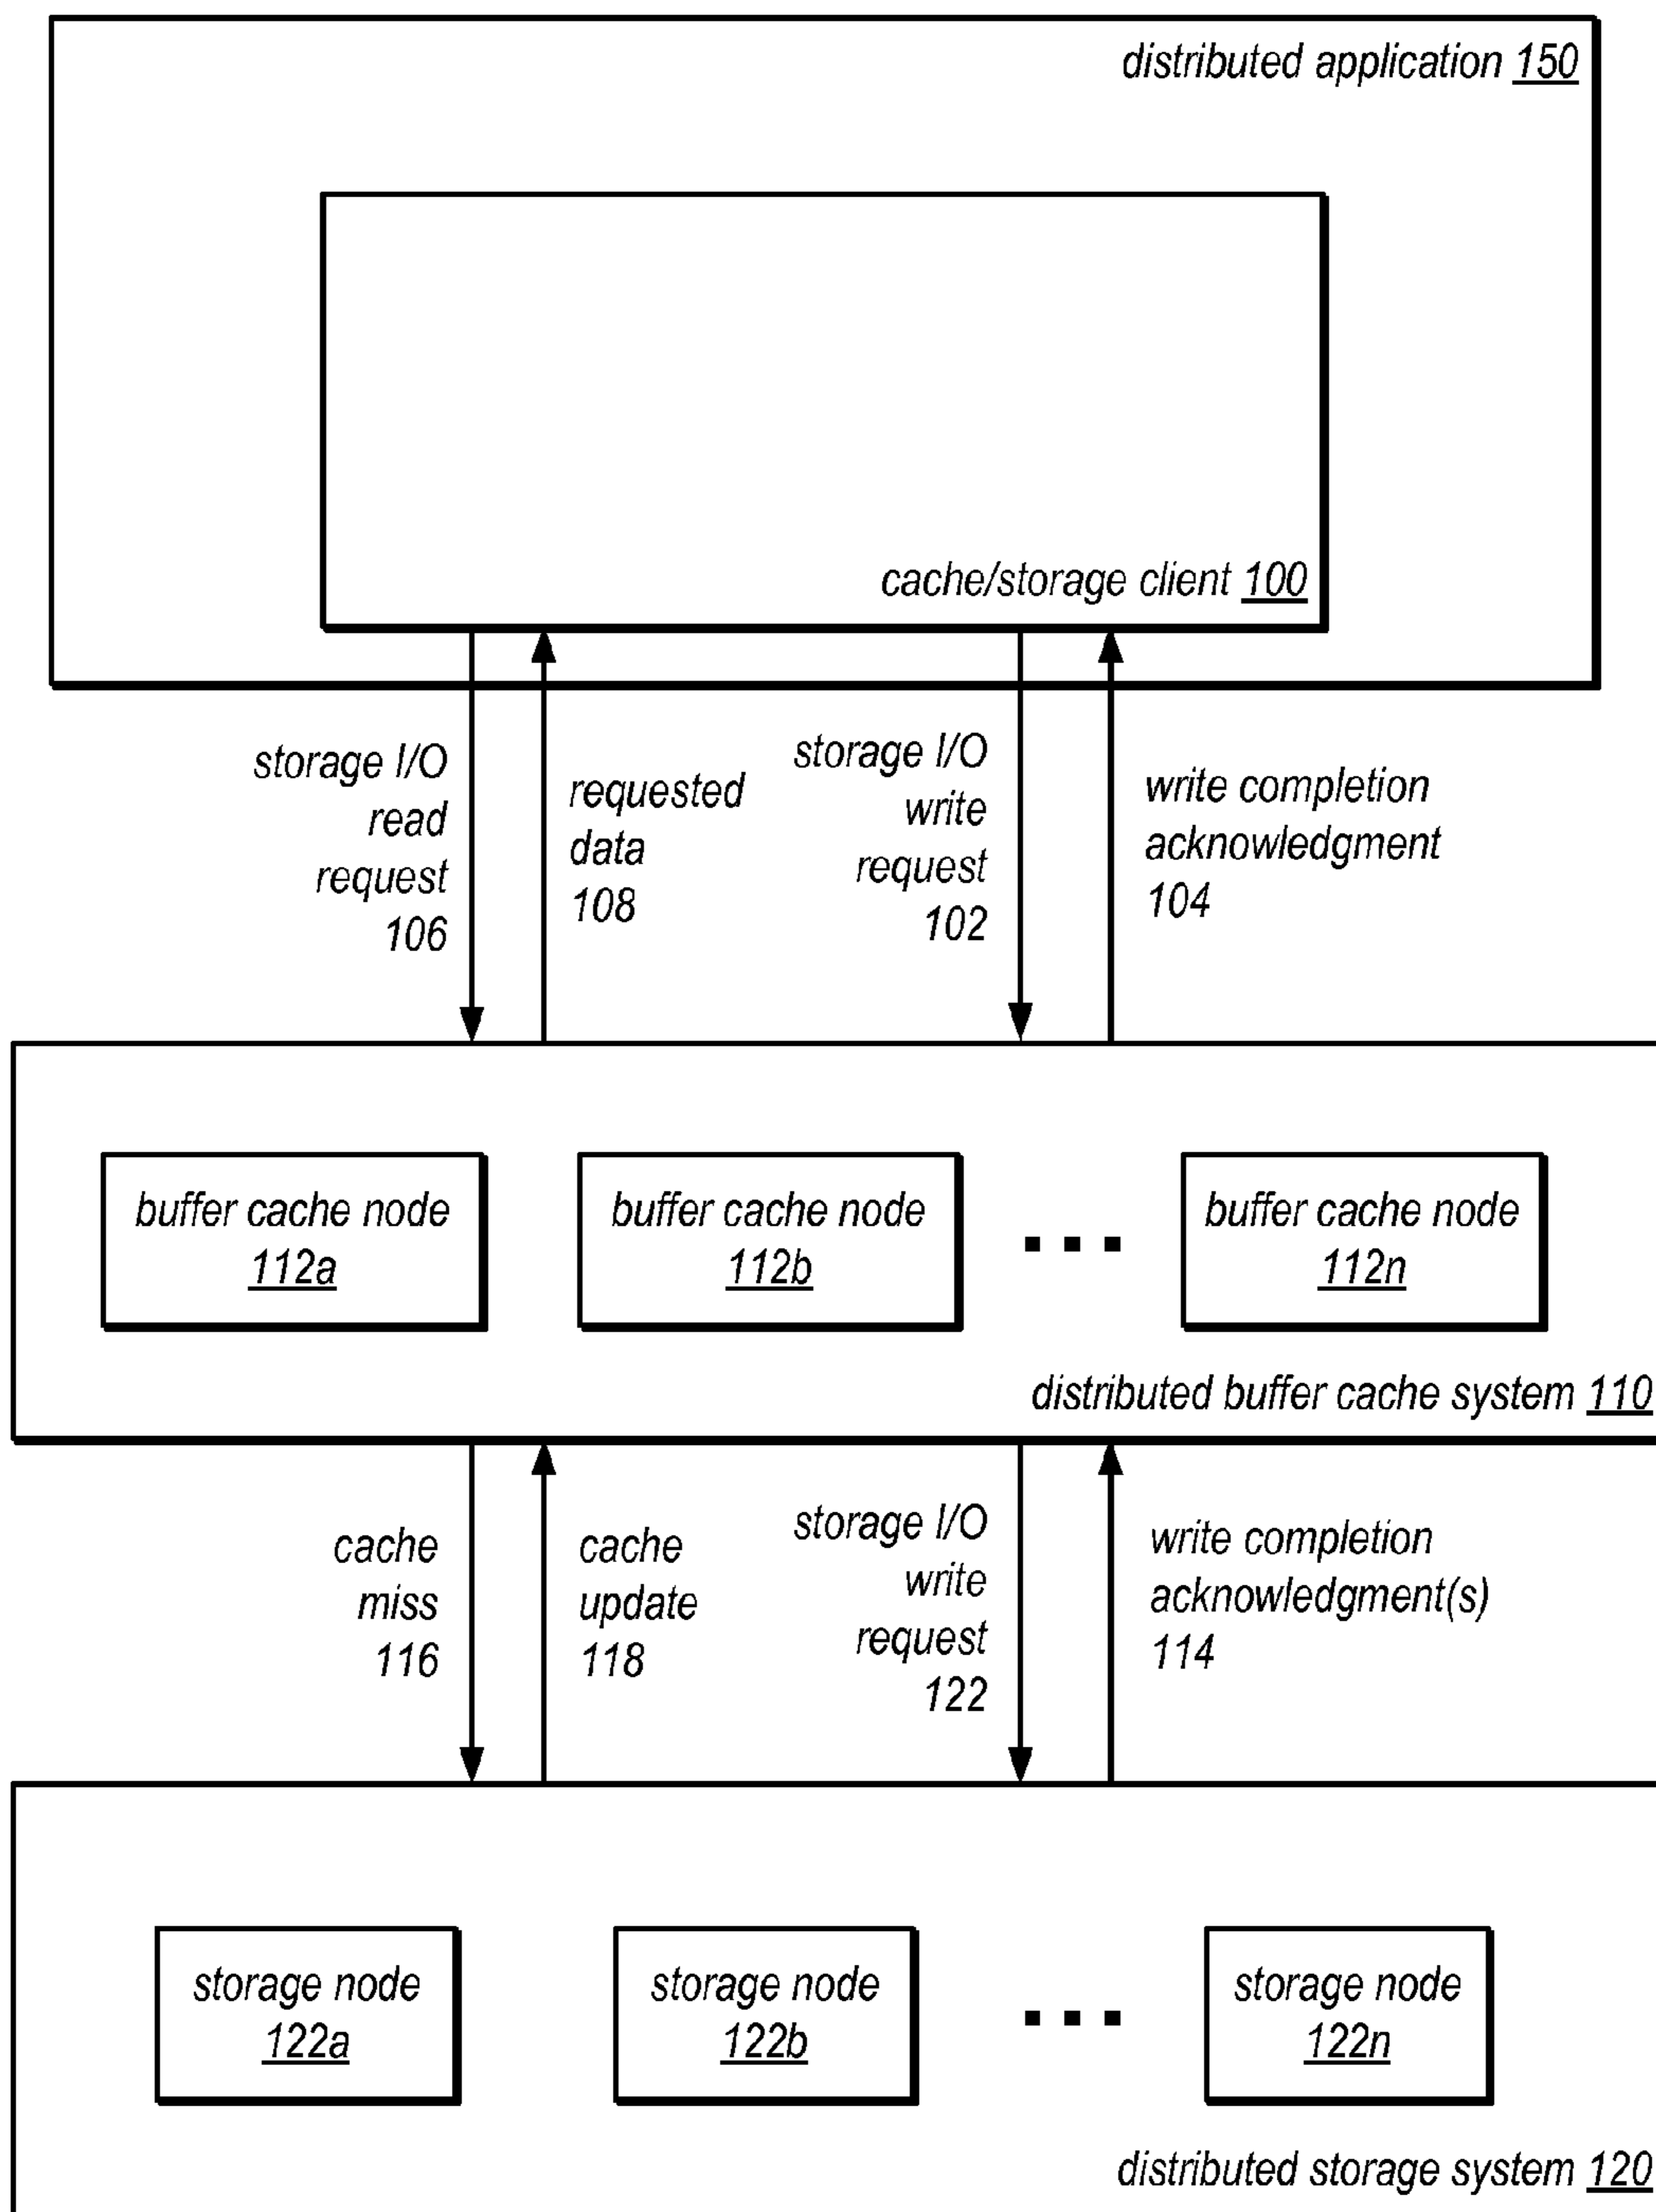 distributed application 150
cache/storage client 100
storage I/O
read
request
106
requested
data
108
storage I/O
write
request
102
write completion
acknowledgment
104
buffer cache node
112a
buffer cache node
112b
buffer cache node
112n
distributed buffer cache system 110
cache
miss
116
cache
update
118
storage I/O
write
request
122
write completion
acknowledgment(s)
114
storage node
122a
storage node
122b
storage node
122n
distributed storage system 120